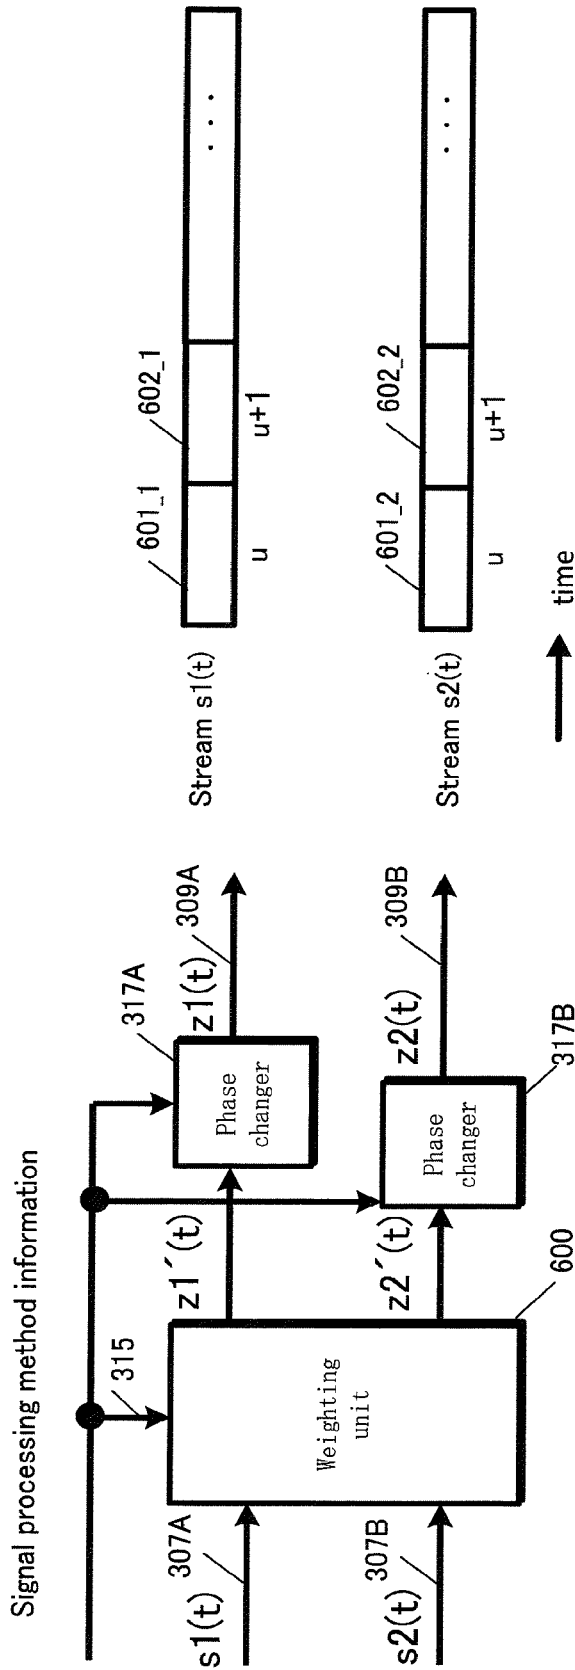 Signal processing method information
315
s1(t)
307A
s2(t)
307B
Weighting
unit
600
z1´(t)
z2´(t)
Phase
changer
317A
Phase
changer
317B
z1(t)
309A
z2(t)
309B
Stream s1(t)
601_1
602_1
. . .
u
u+1
Stream s2(t)
601_2
602_2
. . .
u
u+1
time